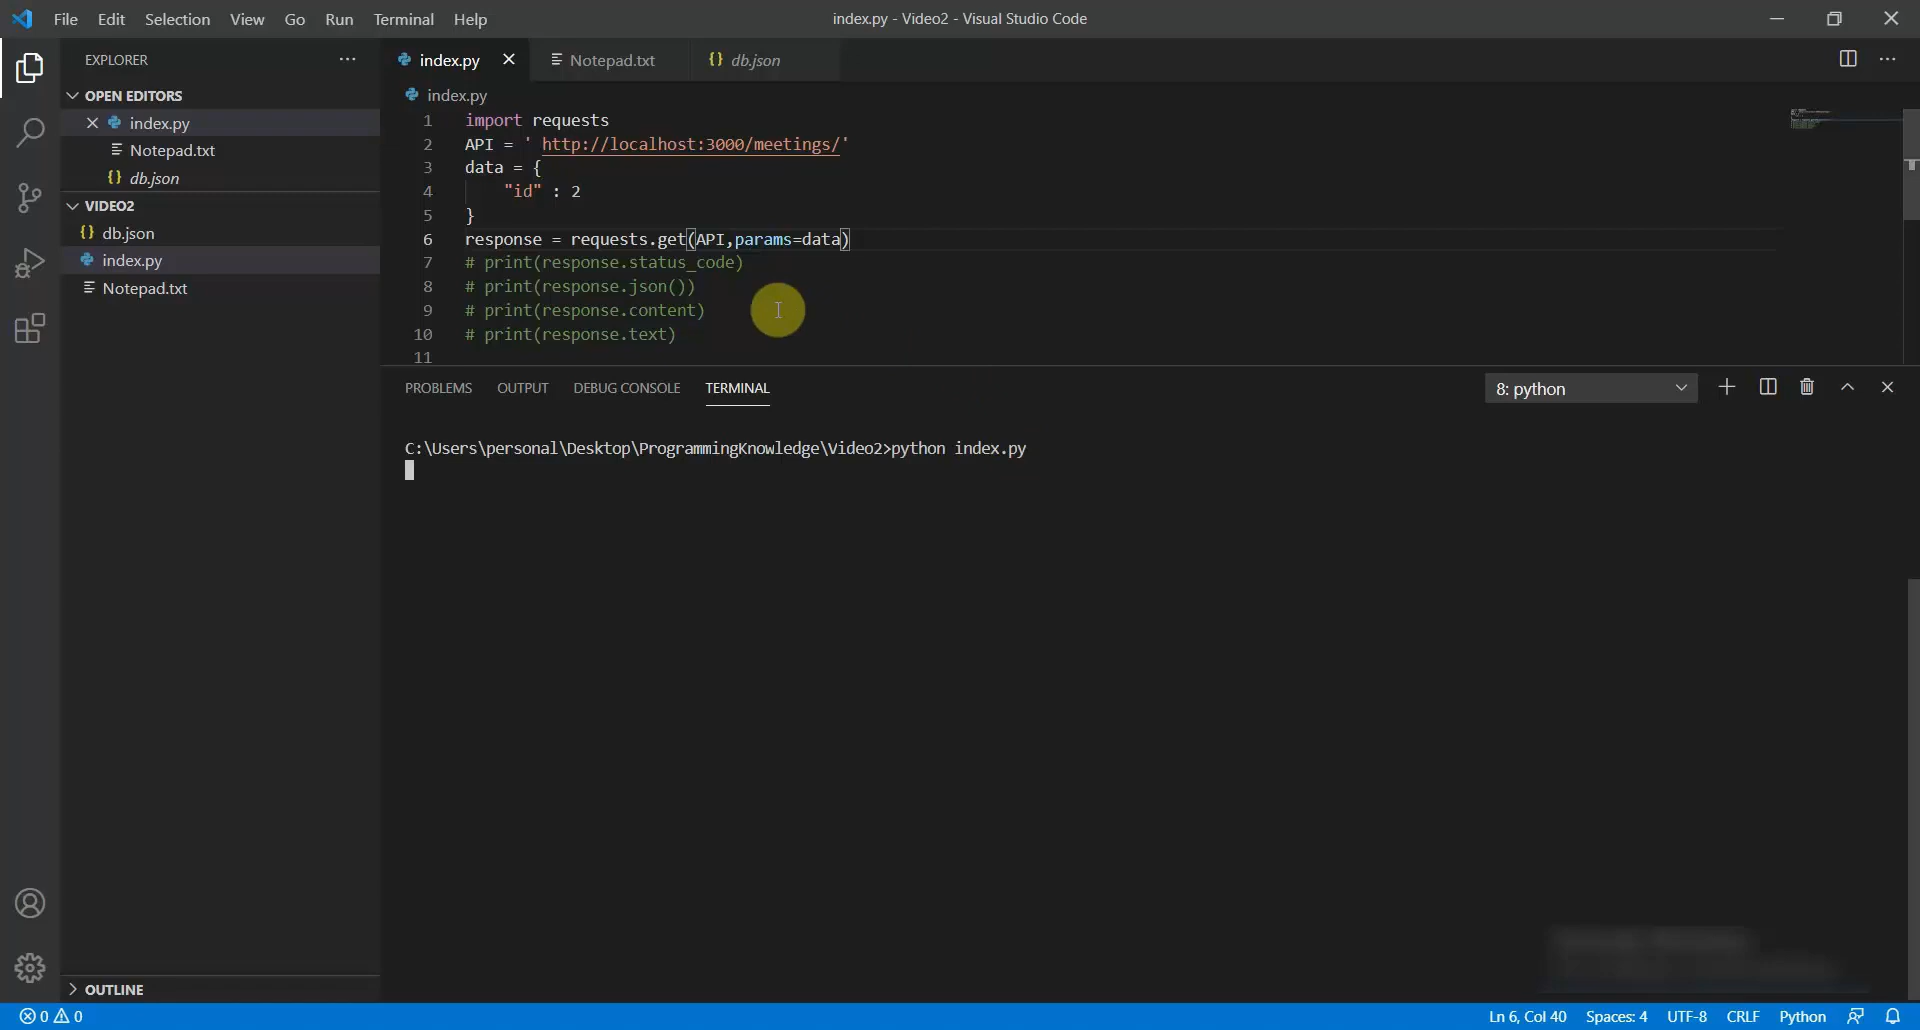 File Edit Selection View Go Run Terminal Help
index.py - Video2 - Visual Studio Code
EXPLORER
OPEN EDITORS
index.py
Notepad.txt
db.json
VIDEO2
db.json
index.py
Notepad.txt
OUTLINE
index.py
Notepad.txt
db.json
index.py
1 import requests
2 API = ' http://localhost:3000/meetings/'
3 data = {
4 "id" : 2
5 }
6 response = requests.get(API,params=data)
7 # print(response.status_code)
8 # print(response.json())
9 # print(response.content)
10 # print(response.text)
11
PROBLEMS OUTPUT DEBUG CONSOLE TERMINAL
8: python
C:\Users\personal\Desktop\ProgrammingKnowledge\Video2>python index.py
0 0
Ln 6, Col 40 Spaces: 4 UTF-8 CRLF Python